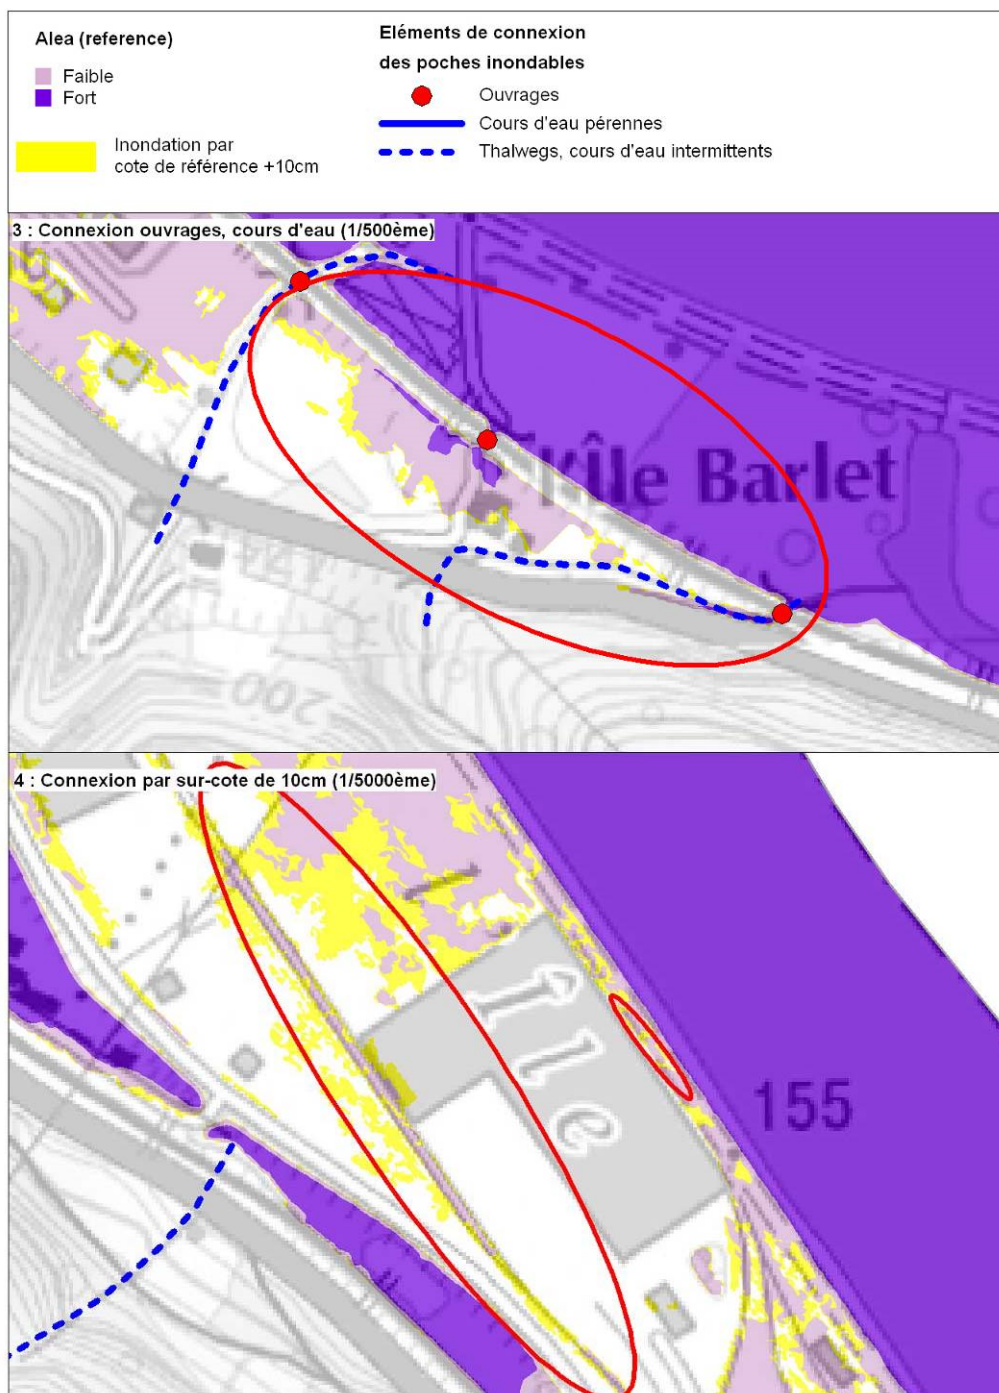 Alea (reference)
Faible
Fort
Inondation par
cote de référence +10cm
Eléments de connexion
des poches inondables
Ouvrages
Cours d'eau pérennes
Thalwegs, cours d'eau intermittents
3 : Connexion ouvrages, cours d'eau (1/500ème)
l'Île Barlet
200
4 : Connexion par sur-cote de 10cm (1/5000ème)
Île
155